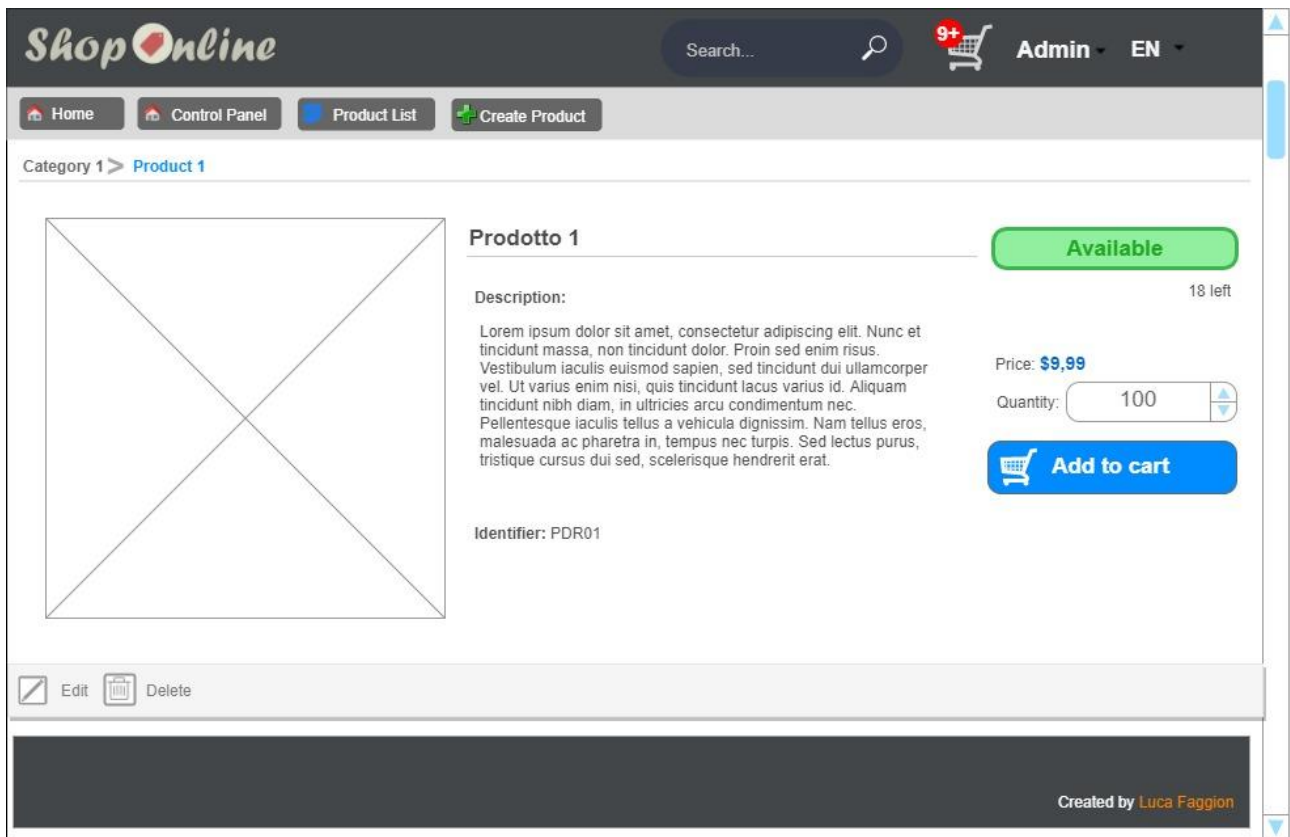 Shop Online
Search...
9+
Admin
EN
Home
Control Panel
Product List
Create Product
Category 1 > Product 1
Prodotto 1
Available
18 left
Description:
Lorem ipsum dolor sit amet, consectetur adipiscing elit. Nunc et
tincidunt massa, non tincidunt dolor. Proin sed enim risus.
Vestibulum iaculis euismod sapien, sed tincidunt dui ullamcorper
vel. Ut varius enim nisi, quis tincidunt lacus varius id. Aliquam
tincidunt nibh diam, in ultricies arcu condimentum nec.
Pellentesque iaculis tellus a vehicula dignissim. Nam tellus eros,
malesuada ac pharetra in, tempus nec turpis. Sed lectus purus,
tristique cursus dui sed, scelerisque hendrerit erat.
Price: $9,99
Quantity: 100
Add to cart
Identifier: PDR01
Edit
Delete
Created by Luca Faggion